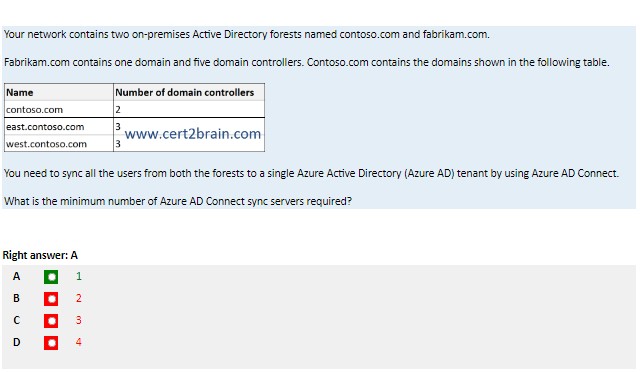 Your network contains two on-premises Active Directory forests named contoso.com and fabrikam.com.
Fabrikam.com contains one domain and five domain controllers. Contoso.com contains the domains shown in the following table.
Name Number of domain controllers
contoso.com 2
east.contoso.com 3
www.cert2brain.com
west.contoso.com 3
You need to sync all the users from both the forests to a single Azure Active Directory (Azure AD) tenant by using Azure AD Connect.
What is the minimum number of Azure AD Connect sync servers required?
Right answer: A
A 1
B 2
C 3
D 4